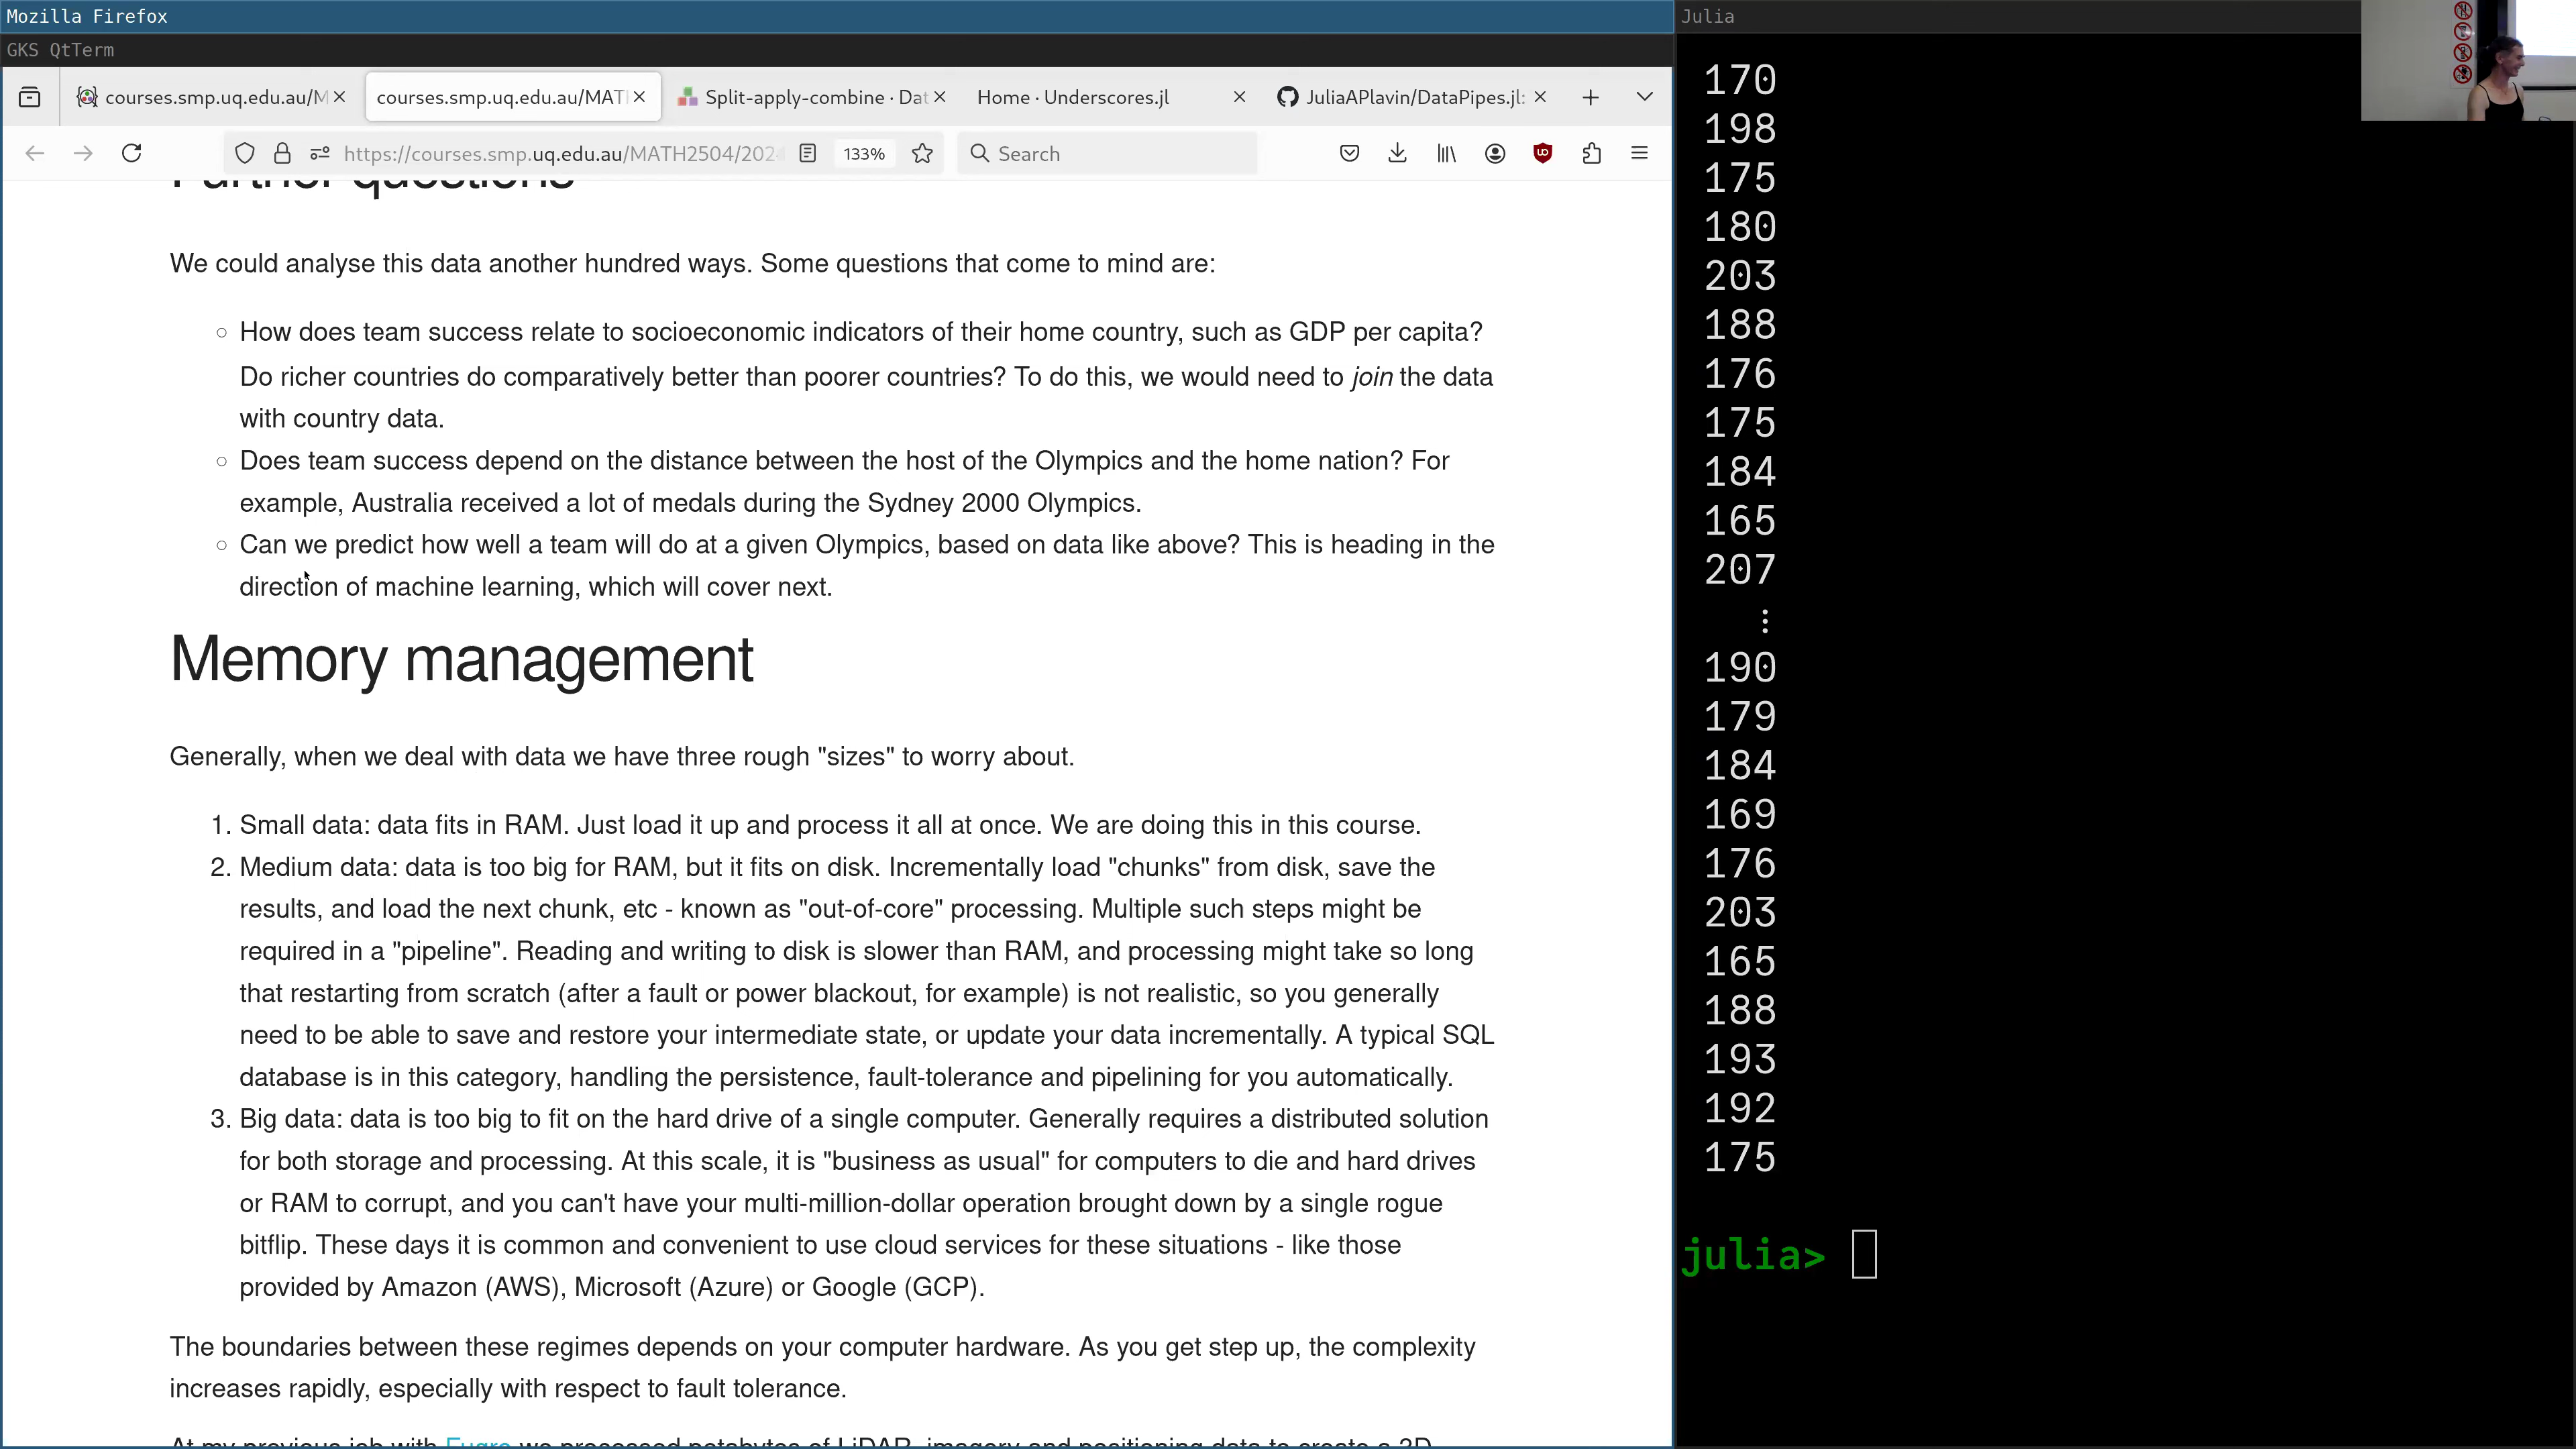 Mozilla Firefox
GKS QtTerm
courses.smp.uq.edu.au/M
courses.smp.uq.edu.au/MAT
Split-apply-combine · Dat
Home · Underscores.jl
JuliaAPlavin/DataPipes.jl:
https://courses.smp.uq.edu.au/MATH2504/2024
133%
Search
Further questions
We could analyse this data another hundred ways. Some questions that come to mind are:
How does team success relate to socioeconomic indicators of their home country, such as GDP per capita?
Do richer countries do comparatively better than poorer countries? To do this, we would need to join the data
with country data.
Does team success depend on the distance between the host of the Olympics and the home nation? For
example, Australia received a lot of medals during the Sydney 2000 Olympics.
Can we predict how well a team will do at a given Olympics, based on data like above? This is heading in the
direction of machine learning, which will cover next.
Memory management
Generally, when we deal with data we have three rough "sizes" to worry about.
1. Small data: data fits in RAM. Just load it up and process it all at once. We are doing this in this course.
2. Medium data: data is too big for RAM, but it fits on disk. Incrementally load "chunks" from disk, save the
results, and load the next chunk, etc - known as "out-of-core" processing. Multiple such steps might be
required in a "pipeline". Reading and writing to disk is slower than RAM, and processing might take so long
that restarting from scratch (after a fault or power blackout, for example) is not realistic, so you generally
need to be able to save and restore your intermediate state, or update your data incrementally. A typical SQL
database is in this category, handling the persistence, fault-tolerance and pipelining for you automatically.
3. Big data: data is too big to fit on the hard drive of a single computer. Generally requires a distributed solution
for both storage and processing. At this scale, it is "business as usual" for computers to die and hard drives
or RAM to corrupt, and you can't have your multi-million-dollar operation brought down by a single rogue
bitflip. These days it is common and convenient to use cloud services for these situations - like those
provided by Amazon (AWS), Microsoft (Azure) or Google (GCP).
The boundaries between these regimes depends on your computer hardware. As you get step up, the complexity
increases rapidly, especially with respect to fault tolerance.
At my previous job with Fugro we processed petabytes of LiDAR, imagery and positioning data to create a 3D
Julia
170
198
175
180
203
188
176
175
184
165
207
⋮
190
179
184
169
176
203
165
188
193
192
175
julia>